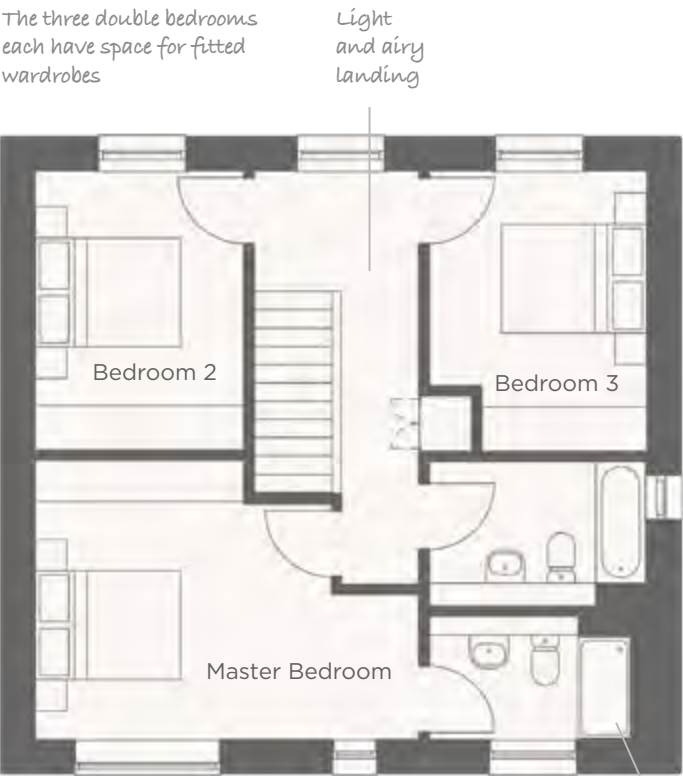 The three double bedrooms
each have space for fitted
wardrobes
Light
and airy
landing
Bedroom 2
Bedroom 3
Master Bedroom